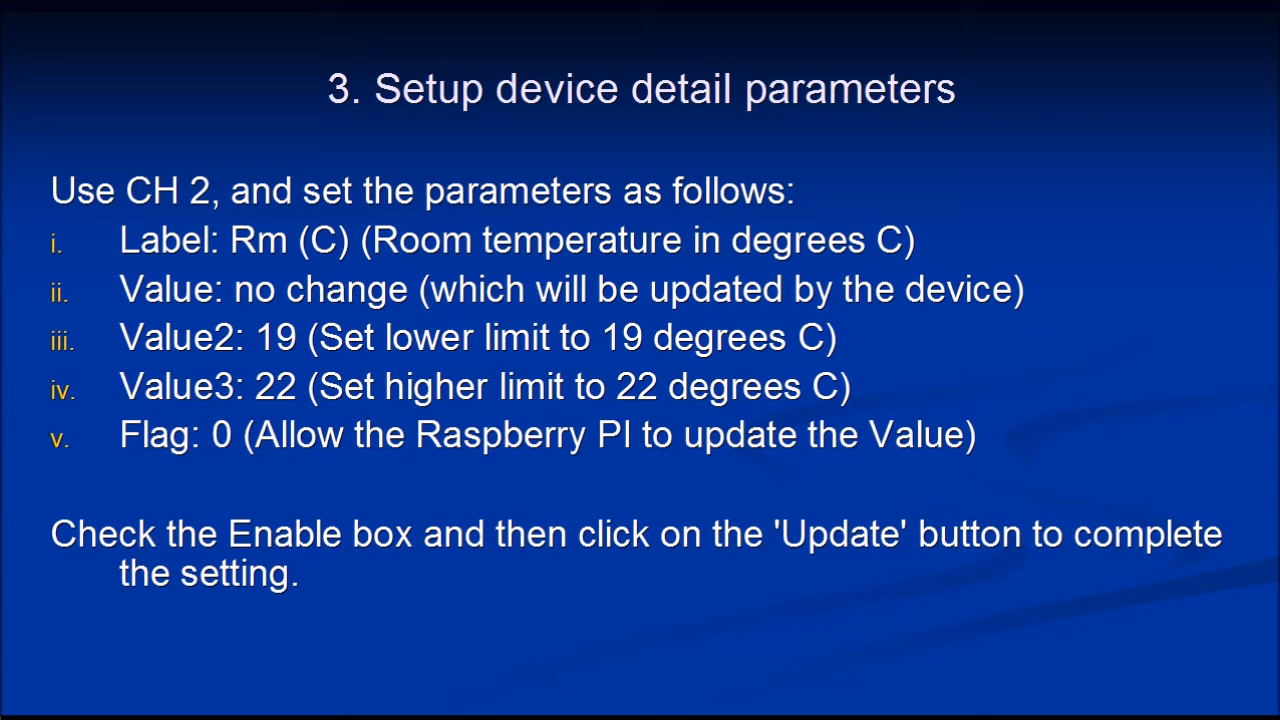 3. Setup device detail parameters
Use CH 2, and set the parameters as follows:
i. Label: Rm (C) (Room temperature in degrees C)
ii. Value: no change (which will be updated by the device)
iii. Value2: 19 (Set lower limit to 19 degrees C)
iv. Value3: 22 (Set higher limit to 22 degrees C)
v. Flag: 0 (Allow the Raspberry PI to update the Value)
Check the Enable box and then click on the 'Update' button to complete
the setting.